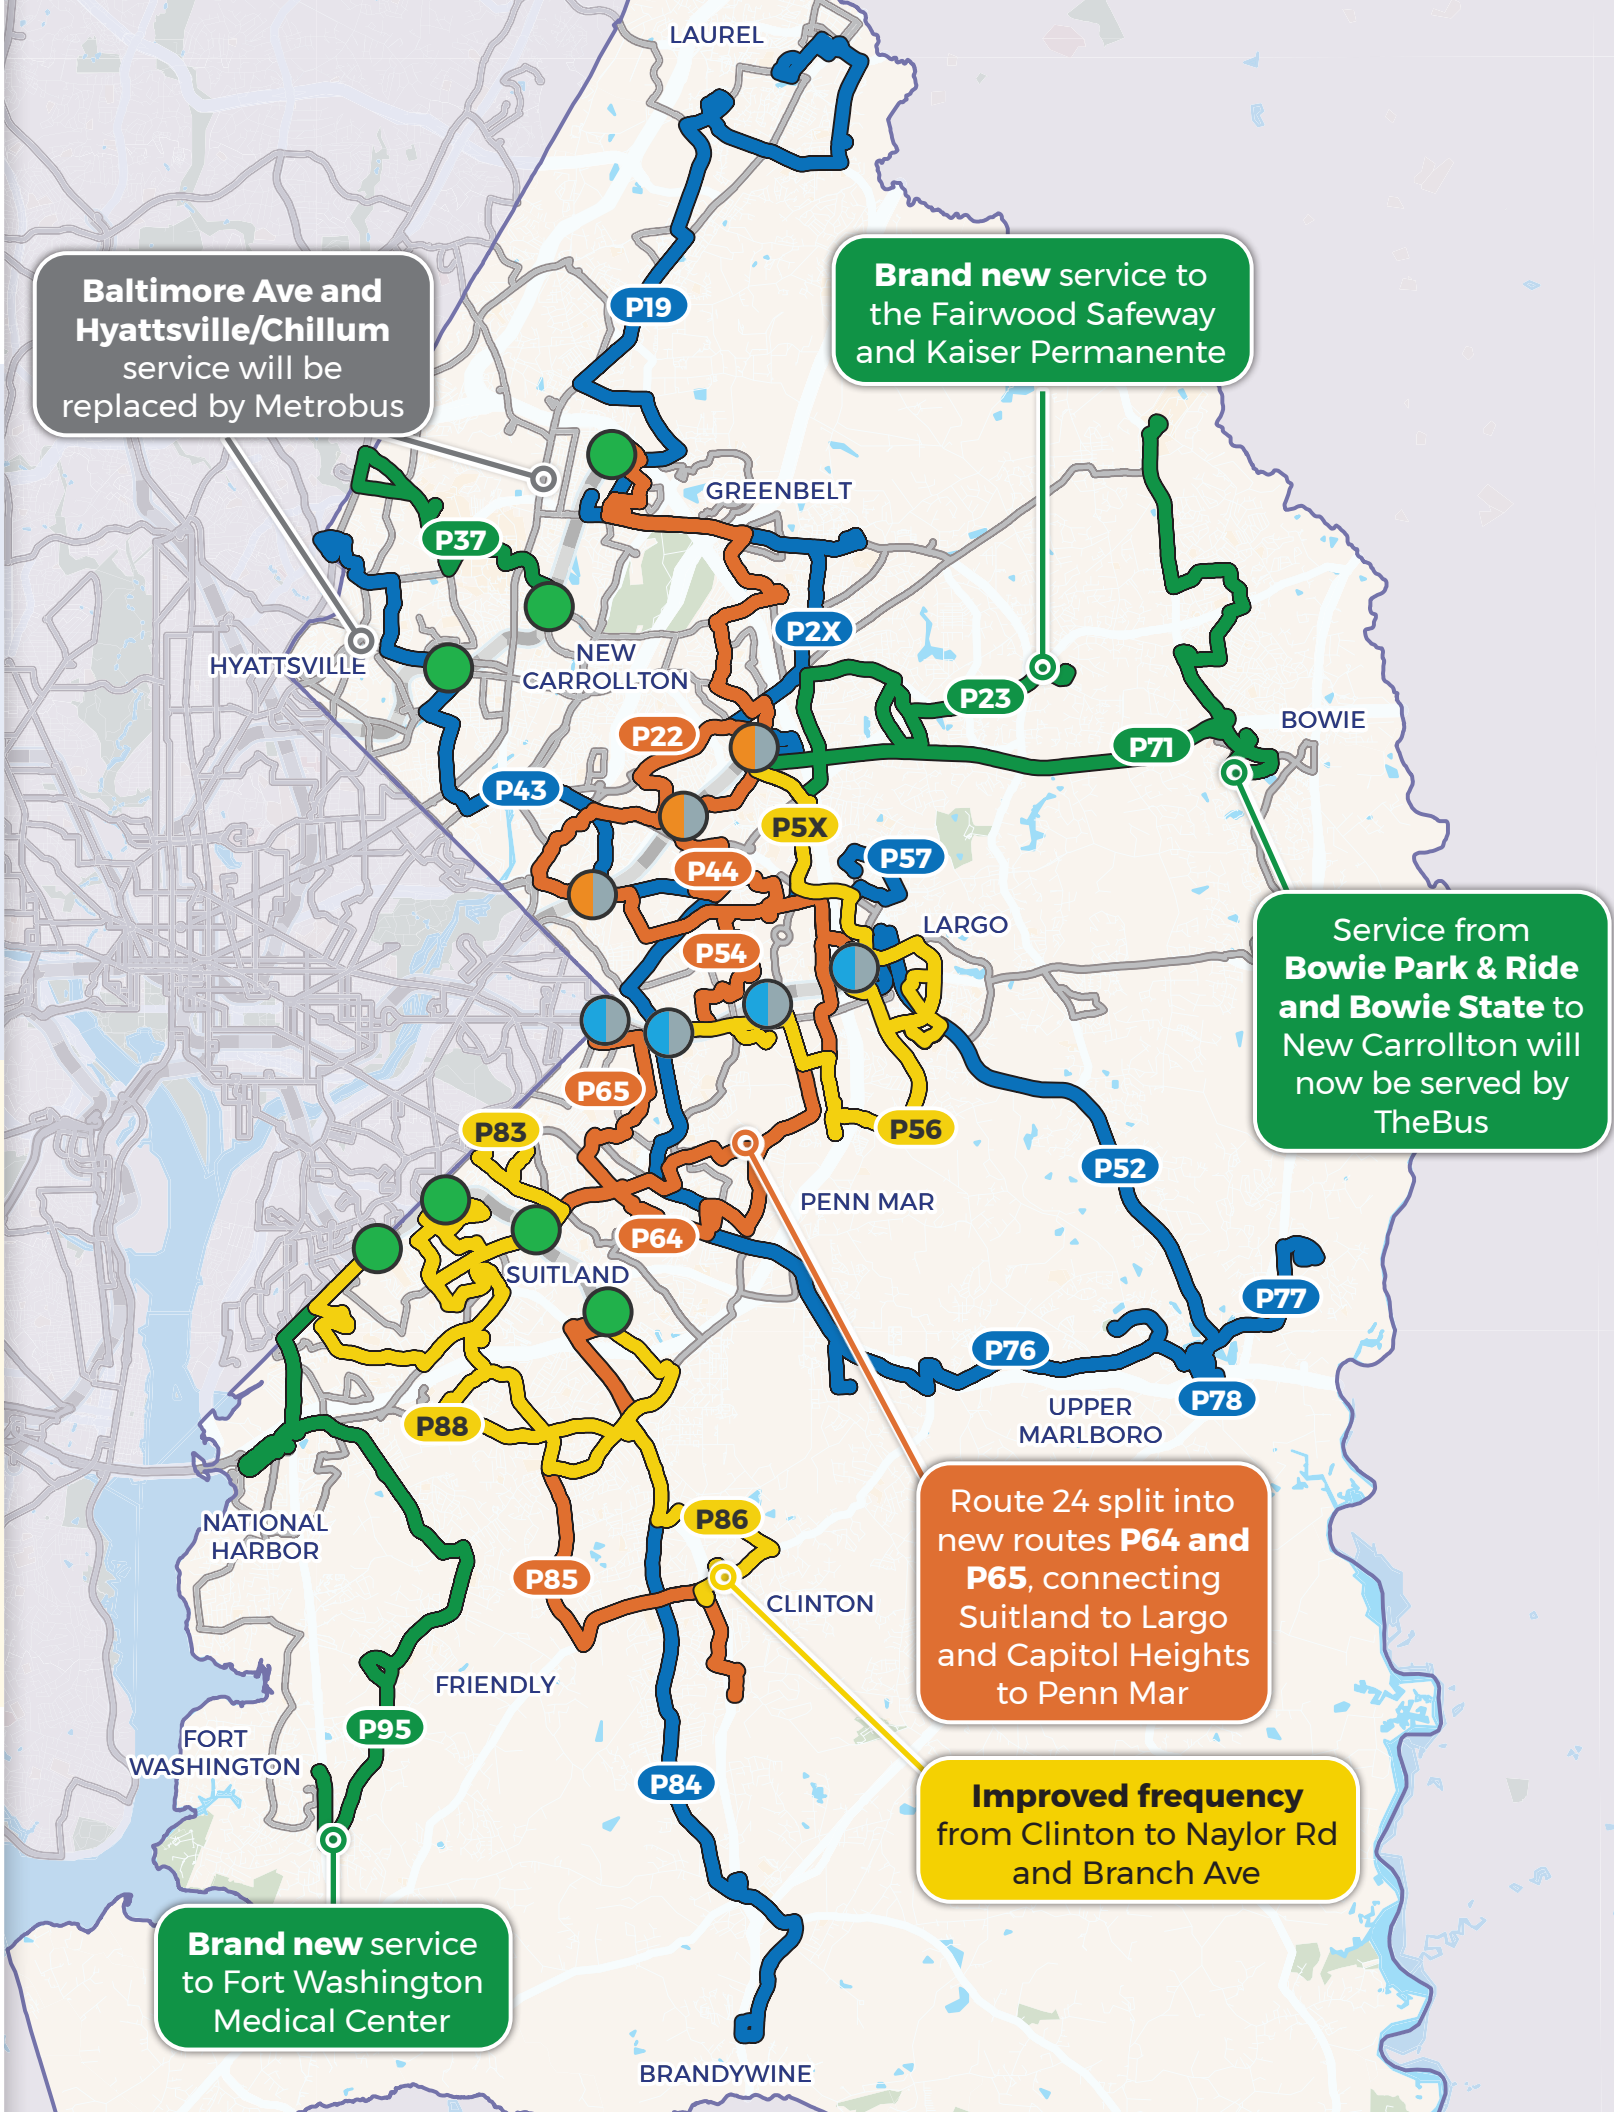 LAUREL
Baltimore Ave and
Hyattsville/Chillum
service will be
replaced by Metrobus
P19
Brand new service to
the Fairwood Safeway
and Kaiser Permanente
GREENBELT
P37
P2X
HYATTSVILLE
NEW
CARROLLTON
P23
BOWIE
P22
P71
P43
P5X
P57
P44
LARGO
P54
Service from
Bowie Park & Ride
and Bowie State to
New Carrollton will
now be served by
TheBus
P65
P83
P56
P52
PENN MAR
P64
SUITLAND
P77
P76
P78
UPPER
MARLBORO
P88
NATIONAL
HARBOR
P86
P85
CLINTON
Route 24 split into
new routes P64 and
P65, connecting
Suitland to Largo
and Capitol Heights
to Penn Mar
FRIENDLY
P95
FORT
WASHINGTON
P84
Improved frequency
from Clinton to Naylor Rd
and Branch Ave
Brand new service
to Fort Washington
Medical Center
BRANDYWINE